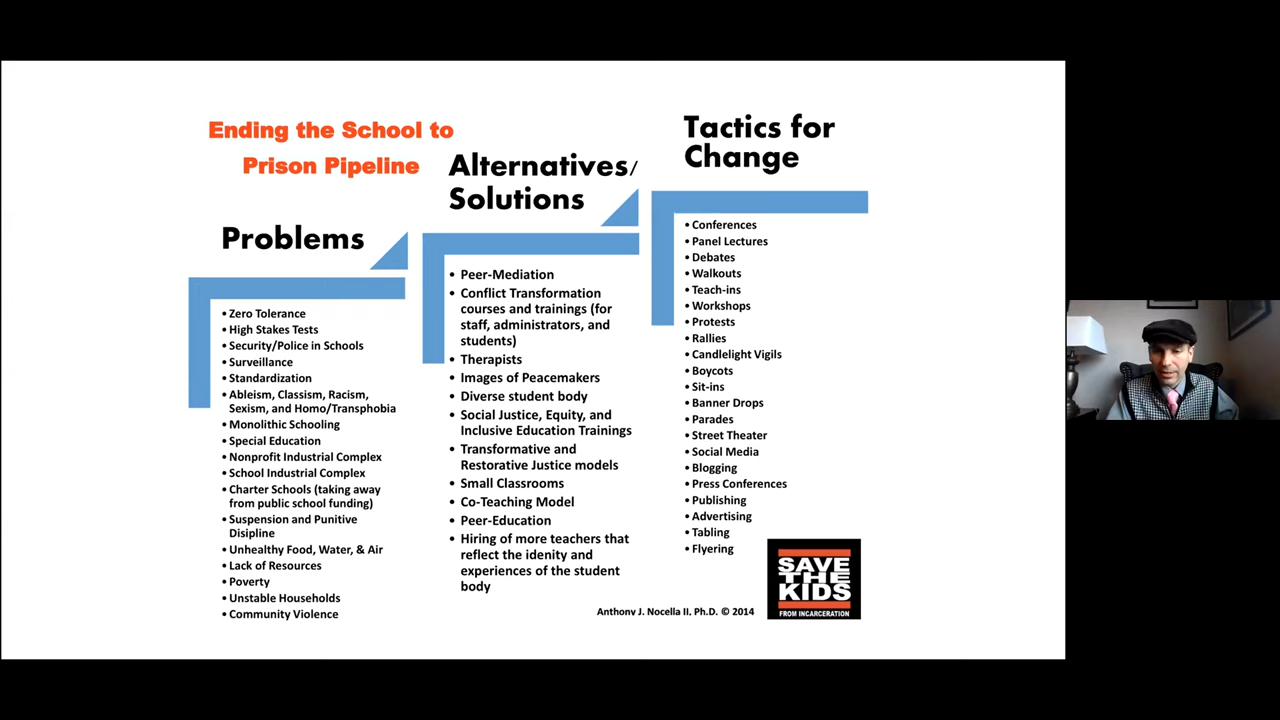 Ending the School to
Prison Pipeline
Problems
• Zero Tolerance
• High Stakes Tests
• Security/Police in Schools
• Surveillance
• Standardization
• Ableism, Classism, Racism,
Sexism, and Homo/Transphobia
• Monolithic Schooling
• Special Education
• Nonprofit Industrial Complex
• School Industrial Complex
• Charter Schools (taking away
from public school funding)
• Suspension and Punitive
Disipline
• Unhealthy Food, Water, & Air
• Lack of Resources
• Poverty
• Unstable Households
• Community Violence
Alternatives/
Solutions
• Peer-Mediation
• Conflict Transformation
courses and trainings (for
staff, administrators, and
students)
• Therapists
• Images of Peacemakers
• Diverse student body
• Social Justice, Equity, and
Inclusive Education Trainings
• Transformative and
Restorative Justice models
• Small Classrooms
• Co-Teaching Model
• Peer-Education
• Hiring of more teachers that
reflect the idenity and
experiences of the student
body
Tactics for
Change
• Conferences
• Panel Lectures
• Debates
• Walkouts
• Teach-ins
• Workshops
• Protests
• Rallies
• Candlelight Vigils
• Boycots
• Sit-ins
• Banner Drops
• Parades
• Street Theater
• Social Media
• Blogging
• Press Conferences
• Publishing
• Advertising
• Tabling
• Flyering
Anthony J. Nocella II, Ph.D. © 2014
SAVE
THE
KIDS
FROM INCARCERATION